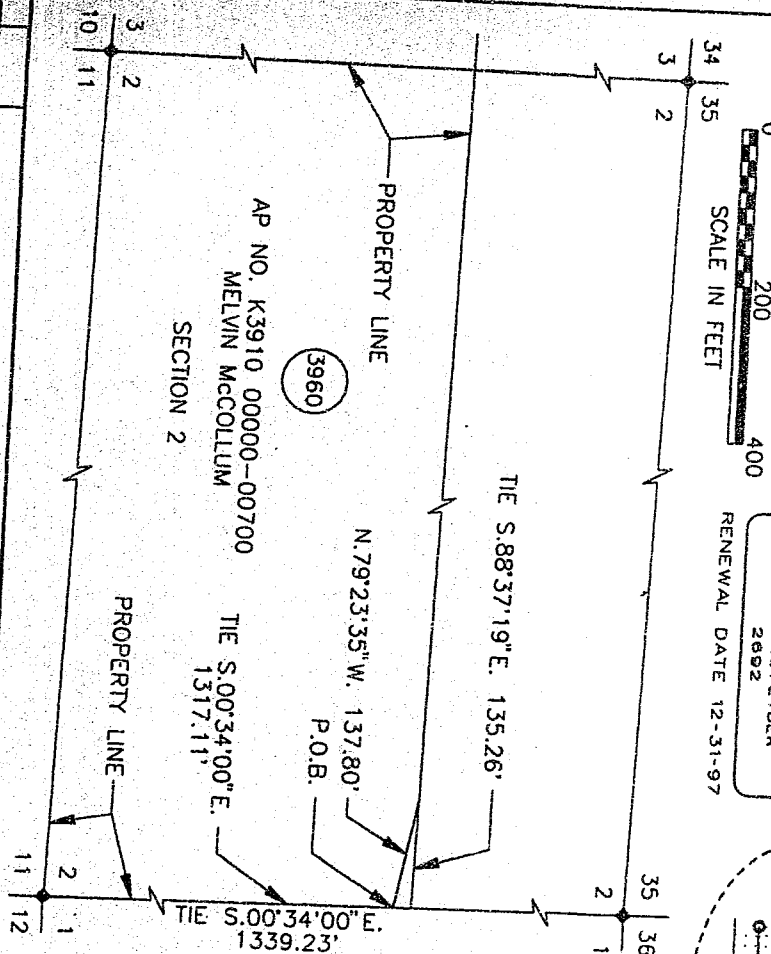 34 35
3 2
0 200 400
SCALE IN FEET
2692
RENEWAL DATE 12-31-97
35 36
2 1
3 2
10 11
PROPERTY LINE
AP NO. K3910 00000-00700
MELVIN McCOLLUM
3960
SECTION 2
TIE S.88°37'19"E. 135.26'
N.79°23'35"W. 137.80'
P.O.B.
TIE S.00°34'00"E.
1317.11'
PROPERTY LINE
TIE S.00°34'00"E.
1339.23'
2 1
11 12